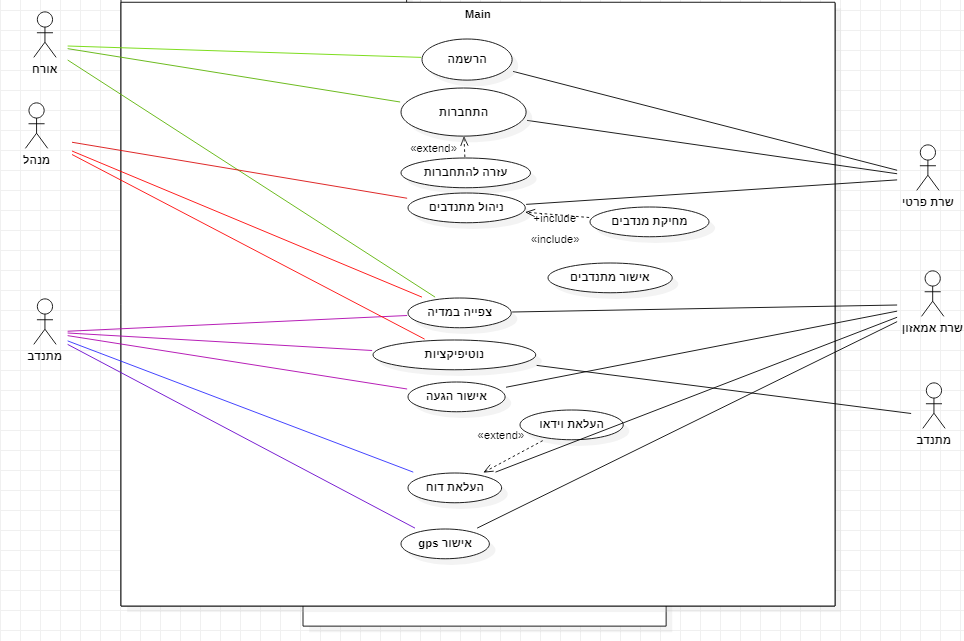 Main
אורח
הרשמה
מנהל
התחברות
«extend»
עזרה להתחברות
שרת פרטי
ניהול מתנדבים
+include
מחיקת מנדבים
«include»
אישור מתנדבים
צפייה במדיה
שרת אמאזון
מתנדב
נוטיפיקציות
אישור הגעה
העלאת וידאו
«extend»
מתנדב
העלאת דוח
אישור gps